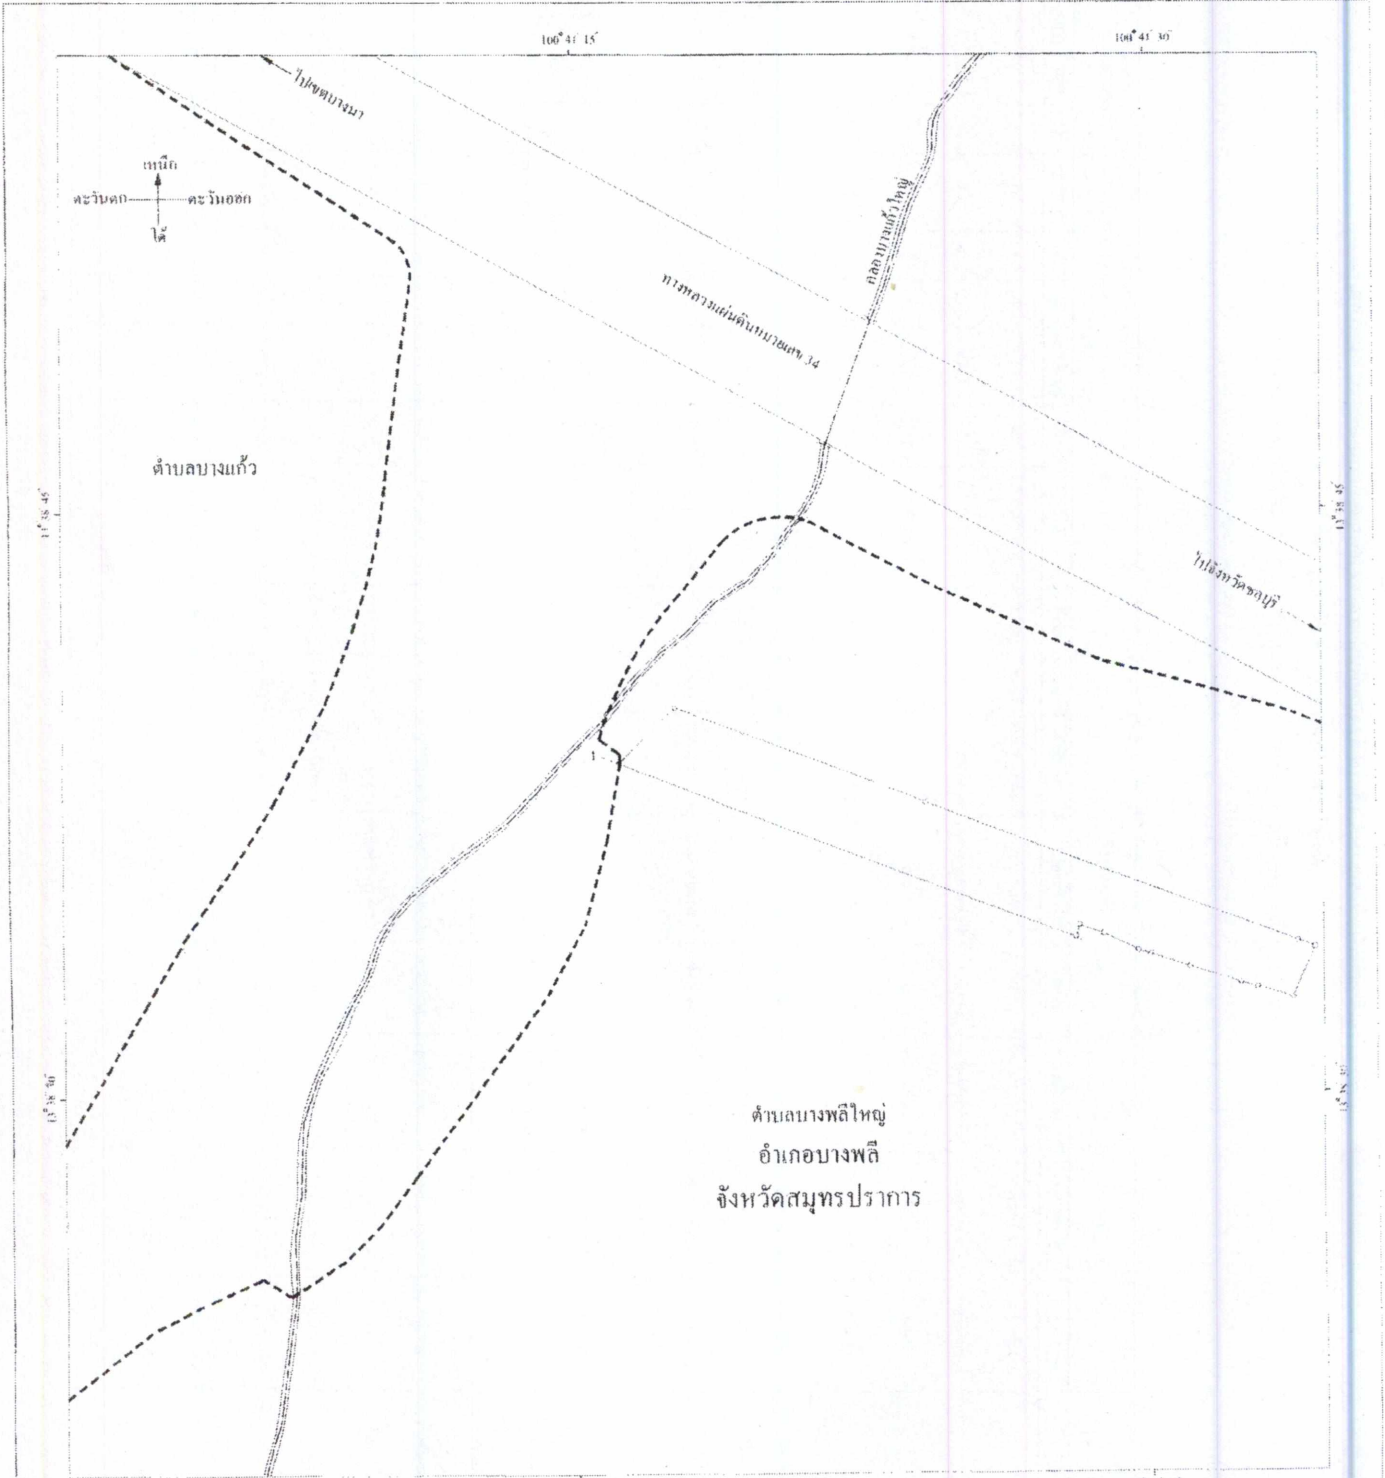 100° 41′ 15″
100° 41′ 30″
ไปเขตบางนา
เหนือ
ตะวันตก
ตะวันออก
ใต้
คลองบางแก้วใหญ่
ทางหลวงแผ่นดินหมายเลข 34
ตำบลบางแก้ว
13° 38′ 45″
13° 38′ 45″
ไปจังหวัดชลบุรี
1
13° 38′ 30″
13° 38′ 30″
ตำบลบางพลีใหญ่
อำเภอบางพลี
จังหวัดสมุทรปราการ